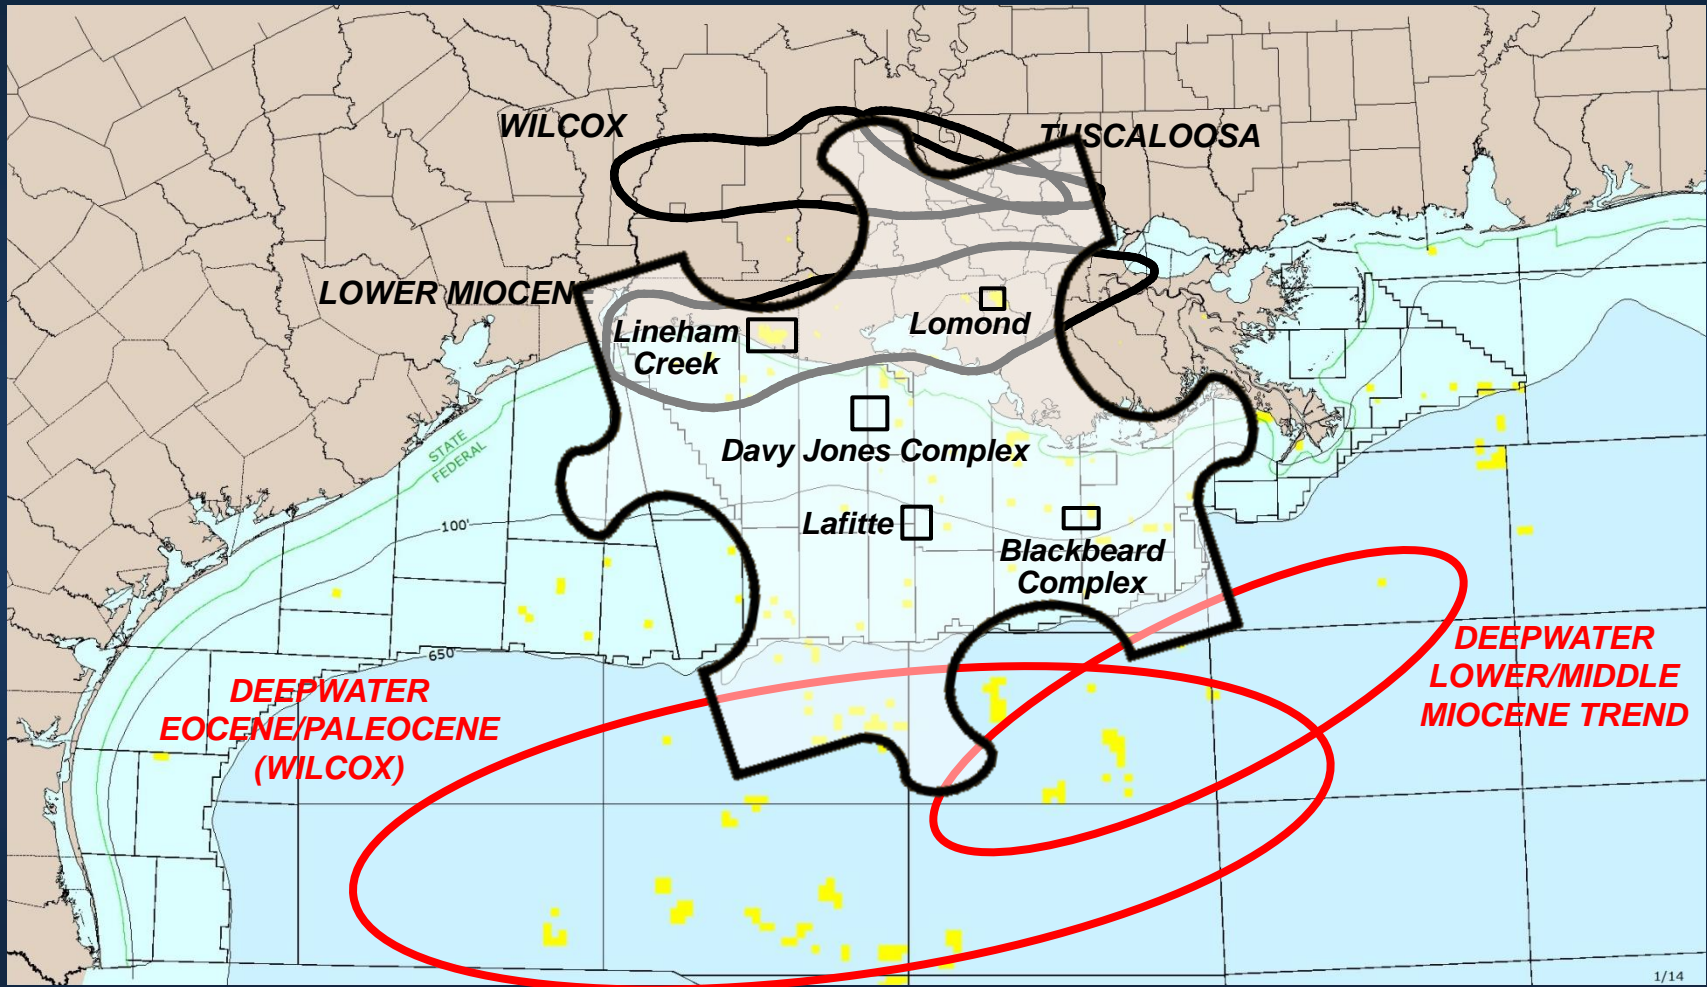 WILCOX
TUSCALOOSA
LOWER MIOCENE
Lineham
Creek
Lomond
Davy Jones Complex
STATE
FEDERAL
100'
Lafitte
Blackbeard
Complex
650'
DEEPWATER
EOCENE/PALEOCENE
(WILCOX)
DEEPWATER
LOWER/MIDDLE
MIOCENE TREND
1/14